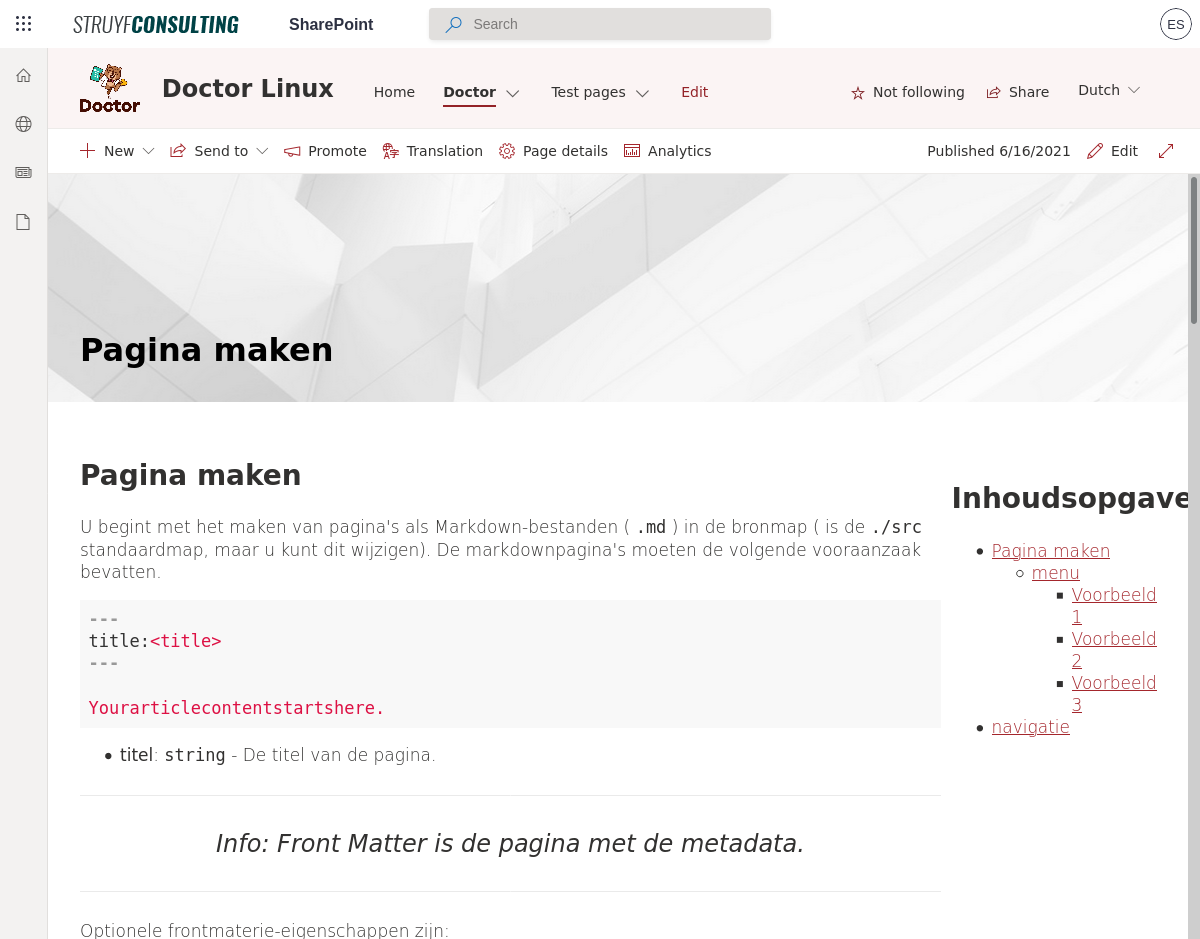 STRUYFCONSULTING
SharePoint
Search
ES
Doctor
Doctor Linux
Home
Doctor
Test pages
Edit
Not following
Share
Dutch
New
Send to
Promote
Translation
Page details
Analytics
Published 6/16/2021
Edit
Pagina maken
Pagina maken
U begint met het maken van pagina's als Markdown-bestanden ( .md ) in de bronmap ( is de ./src
standaardmap, maar u kunt dit wijzigen). De markdownpagina's moeten de volgende vooraanzaak
bevatten.
---
title:<title>
---
Yourarticlecontentstartshere.
titel: string - De titel van de pagina.
Info: Front Matter is de pagina met de metadata.
Optionele frontmaterie-eigenschappen zijn:
Inhoudsopgave
Pagina maken
menu
Voorbeeld
1
Voorbeeld
2
Voorbeeld
3
navigatie